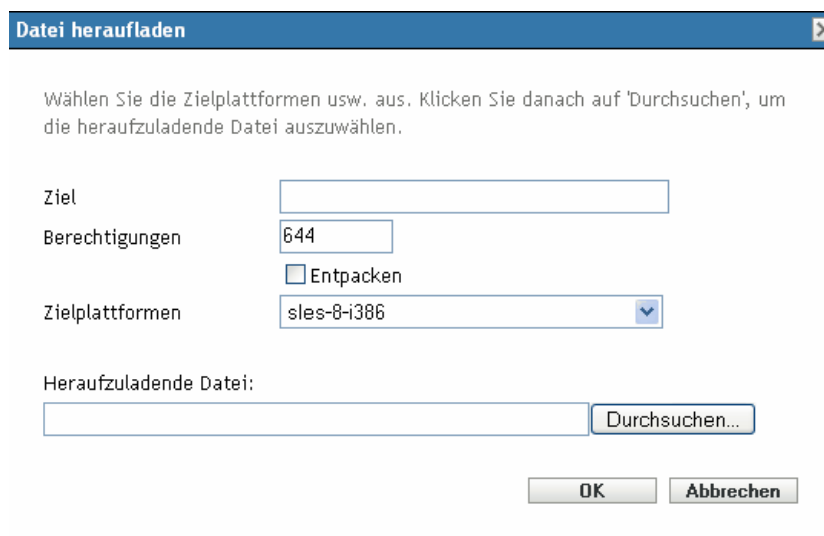 Datei heraufladen
Wählen Sie die Zielplattformen usw. aus. Klicken Sie danach auf 'Durchsuchen', um
die heraufzuladende Datei auszuwählen.
Ziel
Berechtigungen 644
Entpacken
Zielplattformen sles-8-i386
Heraufzuladende Datei:
Durchsuchen...
OK Abbrechen